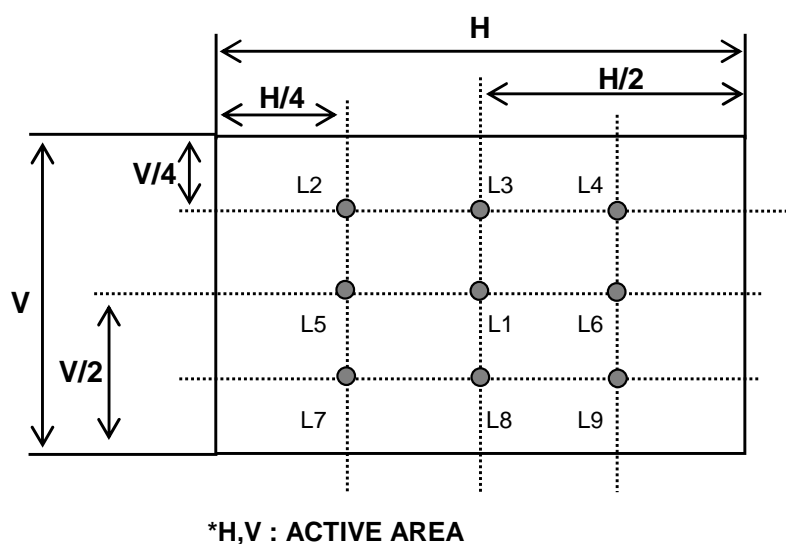 H
H/4
H/2
V/4
L2
L3
L4
V
L5
L1
L6
V/2
L7
L8
L9
*H,V : ACTIVE AREA